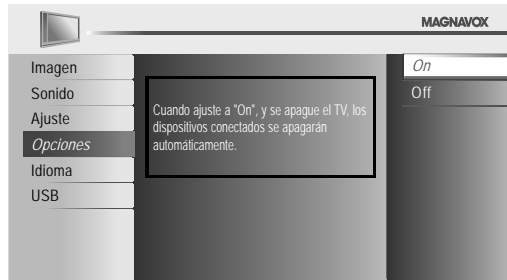 MAGNAVOX
Imagen
Sonido
Ajuste
Opciones
Idioma
USB
Cuando ajuste a "On", y se apague el TV, los
dispositivos conectados se apagarán
automáticamente.
On
Off